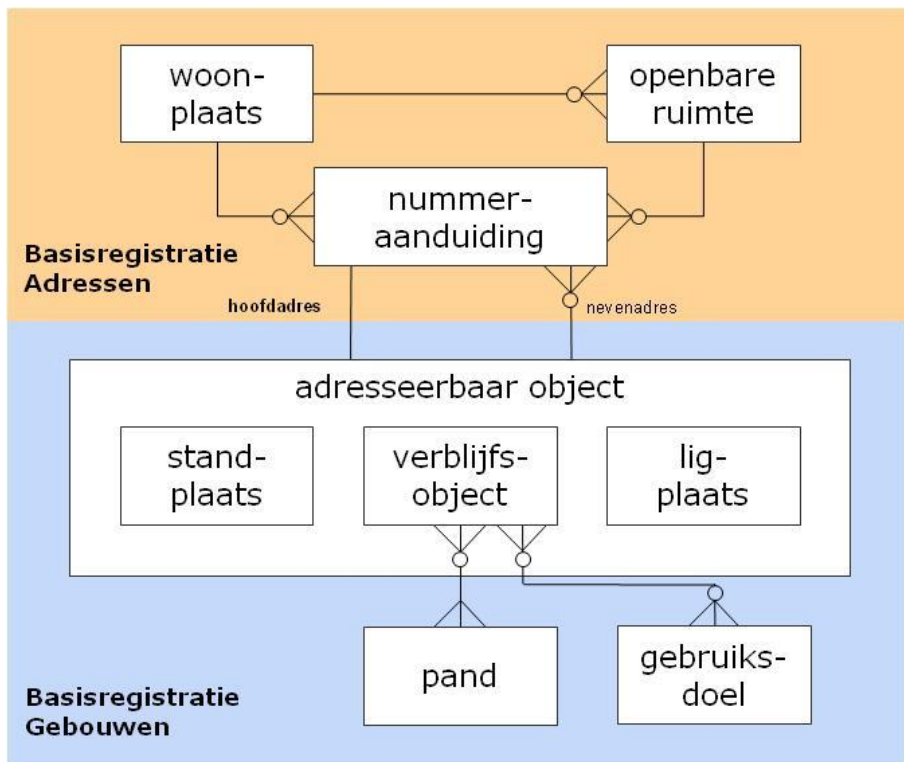 woon-
plaats
openbare
ruimte
nummer-
aanduiding
Basisregistratie
Adressen
hoofdadres
nevenadres
adresseerbaar object
stand-
plaats
verblijfs-
object
lig-
plaats
pand
gebruiks-
doel
Basisregistratie
Gebouwen